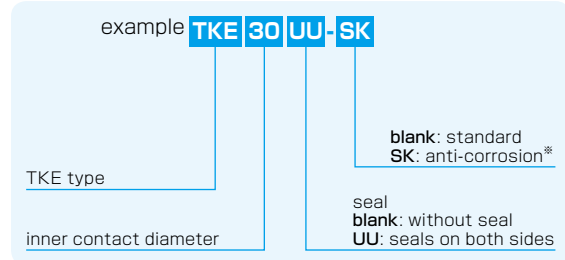 example TKE 30 UU - SK
blank: standard
SK: anti-corrosion※
TKE type
seal
blank: without seal
inner contact diameter
UU: seals on both sides